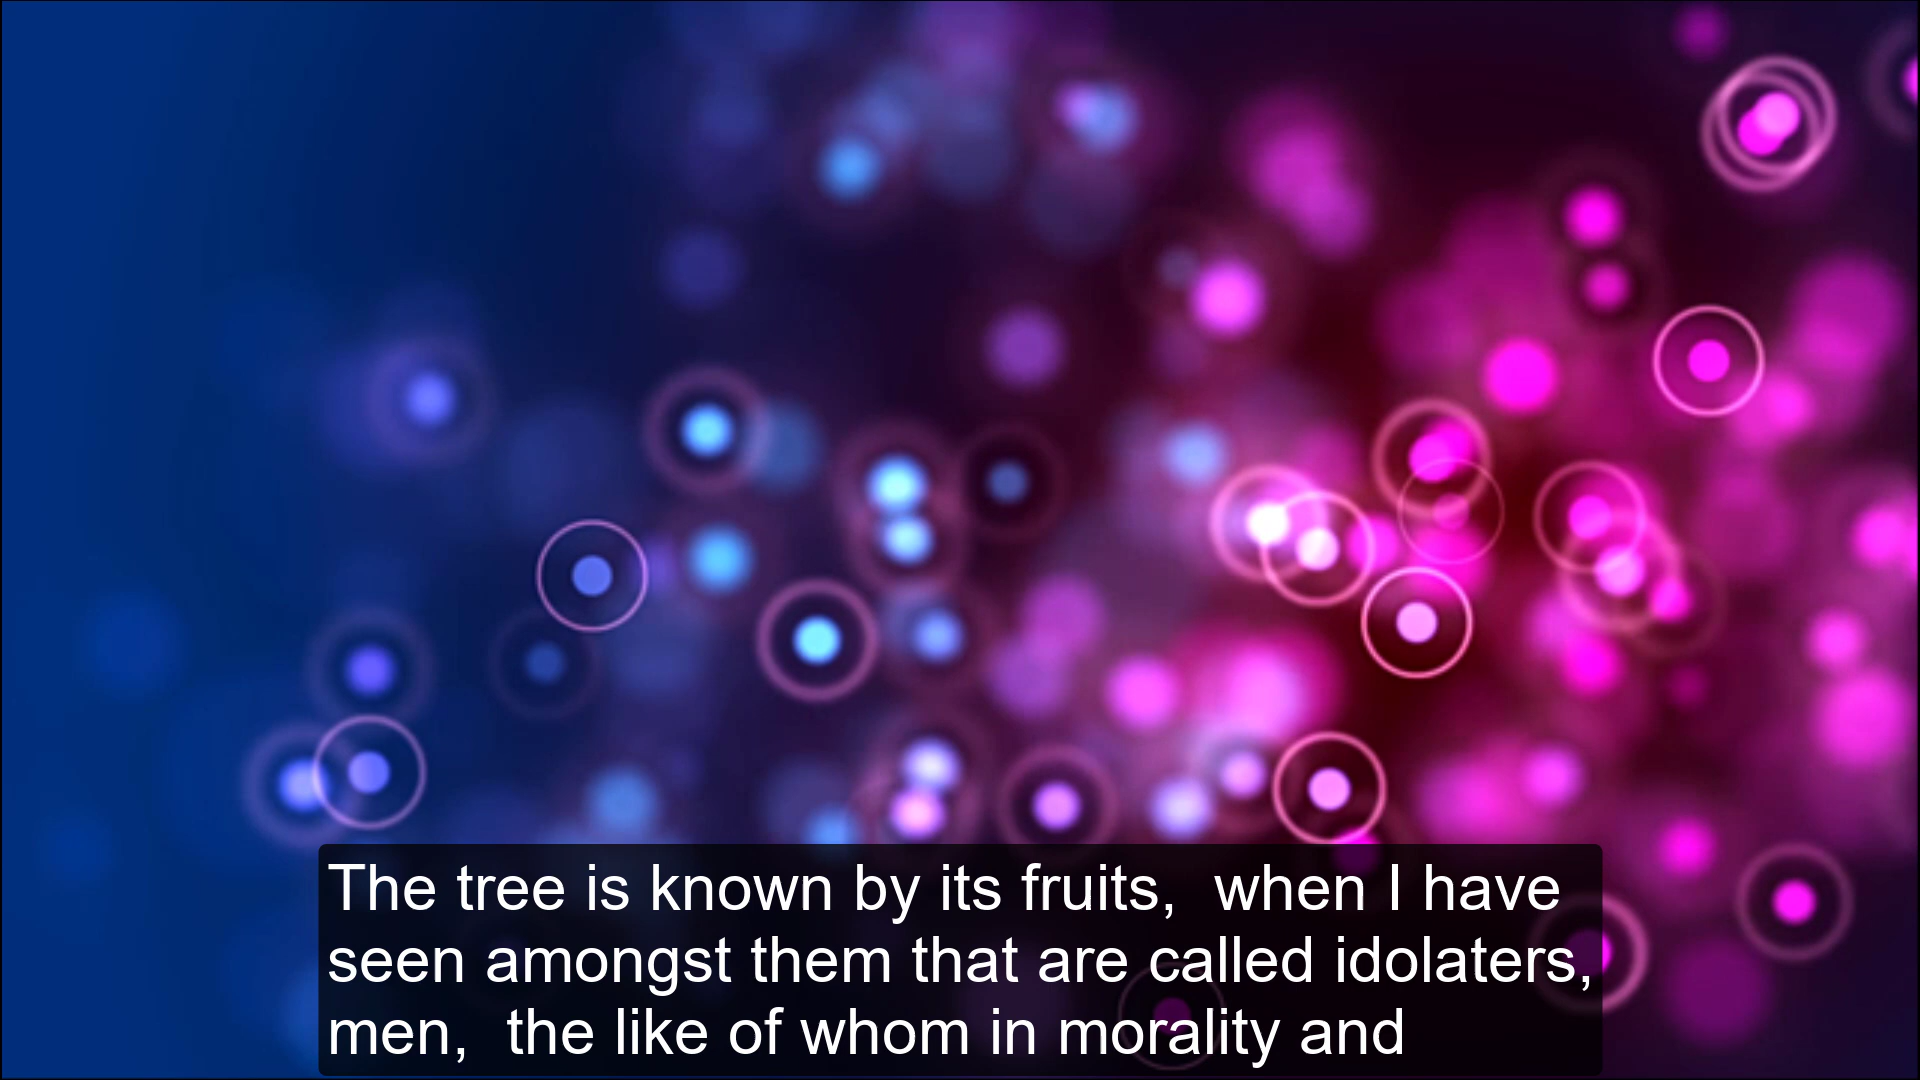 The tree is known by its fruits,  when I have
seen amongst them that are called idolaters,
men,  the like of whom in morality and